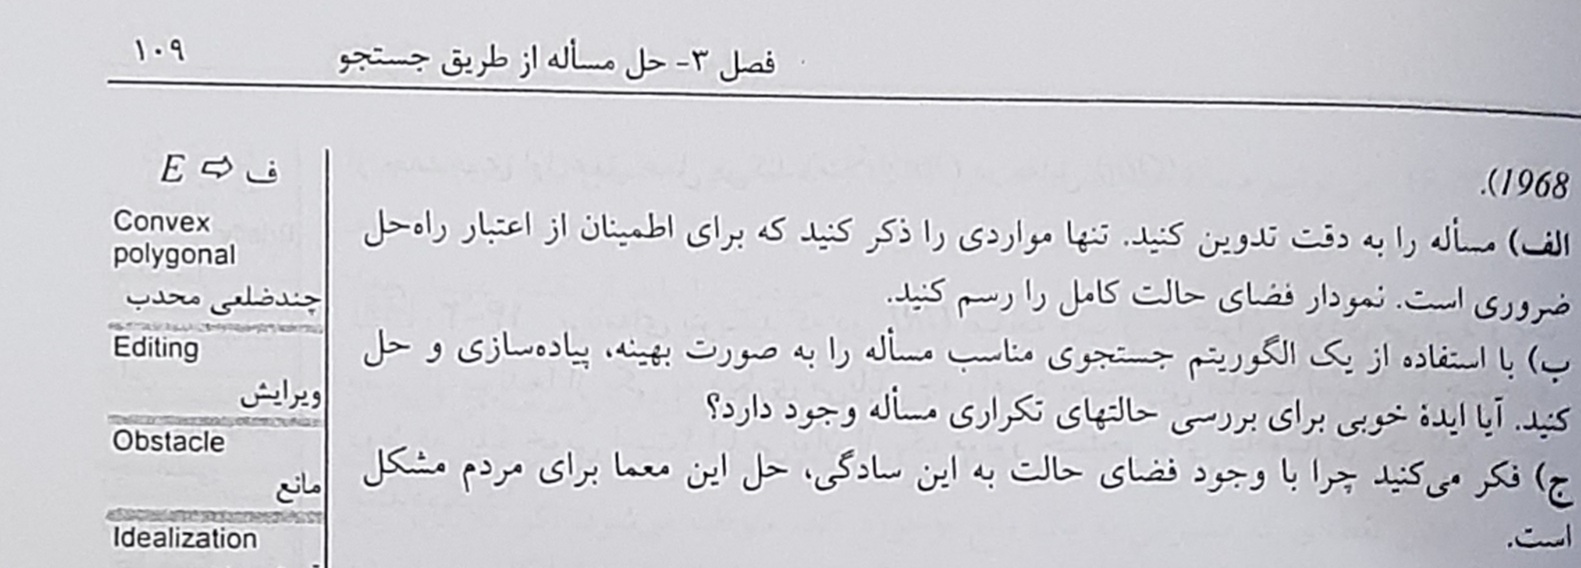 فصل ۳- حل مسأله از طریق جستجو ۱۰۹
1968).
الف) مسأله را به دقت تدوین کنید. تنها مواردی را ذکر کنید که برای اطمینان از اعتبار راه‌حل
ضروری است. نمودار فضای حالت کامل را رسم کنید.
ب) با استفاده از یک الگوریتم جستجوی مناسب مسأله را به صورت بهینه، پیاده‌سازی و حل
کنید. آیا ایدهٔ خوبی برای بررسی حالتهای تکراری مسأله وجود دارد؟
ج) فکر می‌کنید چرا با وجود فضای حالت به این سادگی، حل این معما برای مردم مشکل
است.
ف ⇨ E
Convex
polygonal
چندضلعی محدب
Editing
ویرایش
Obstacle
مانع
Idealization